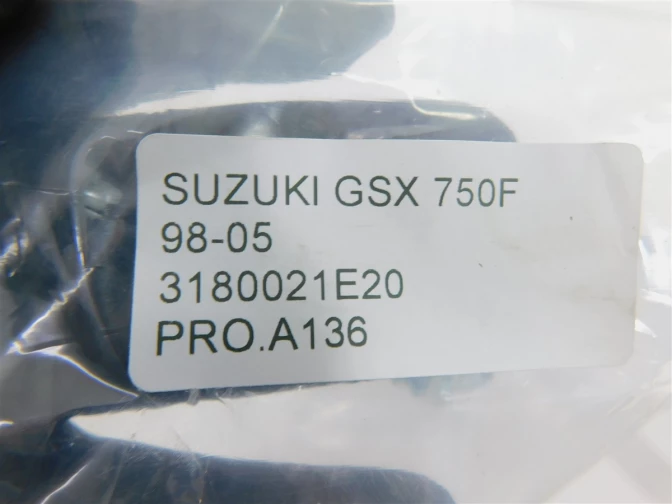 SUZUKI GSX 750F
98-05
3180021E20
PRO.A136